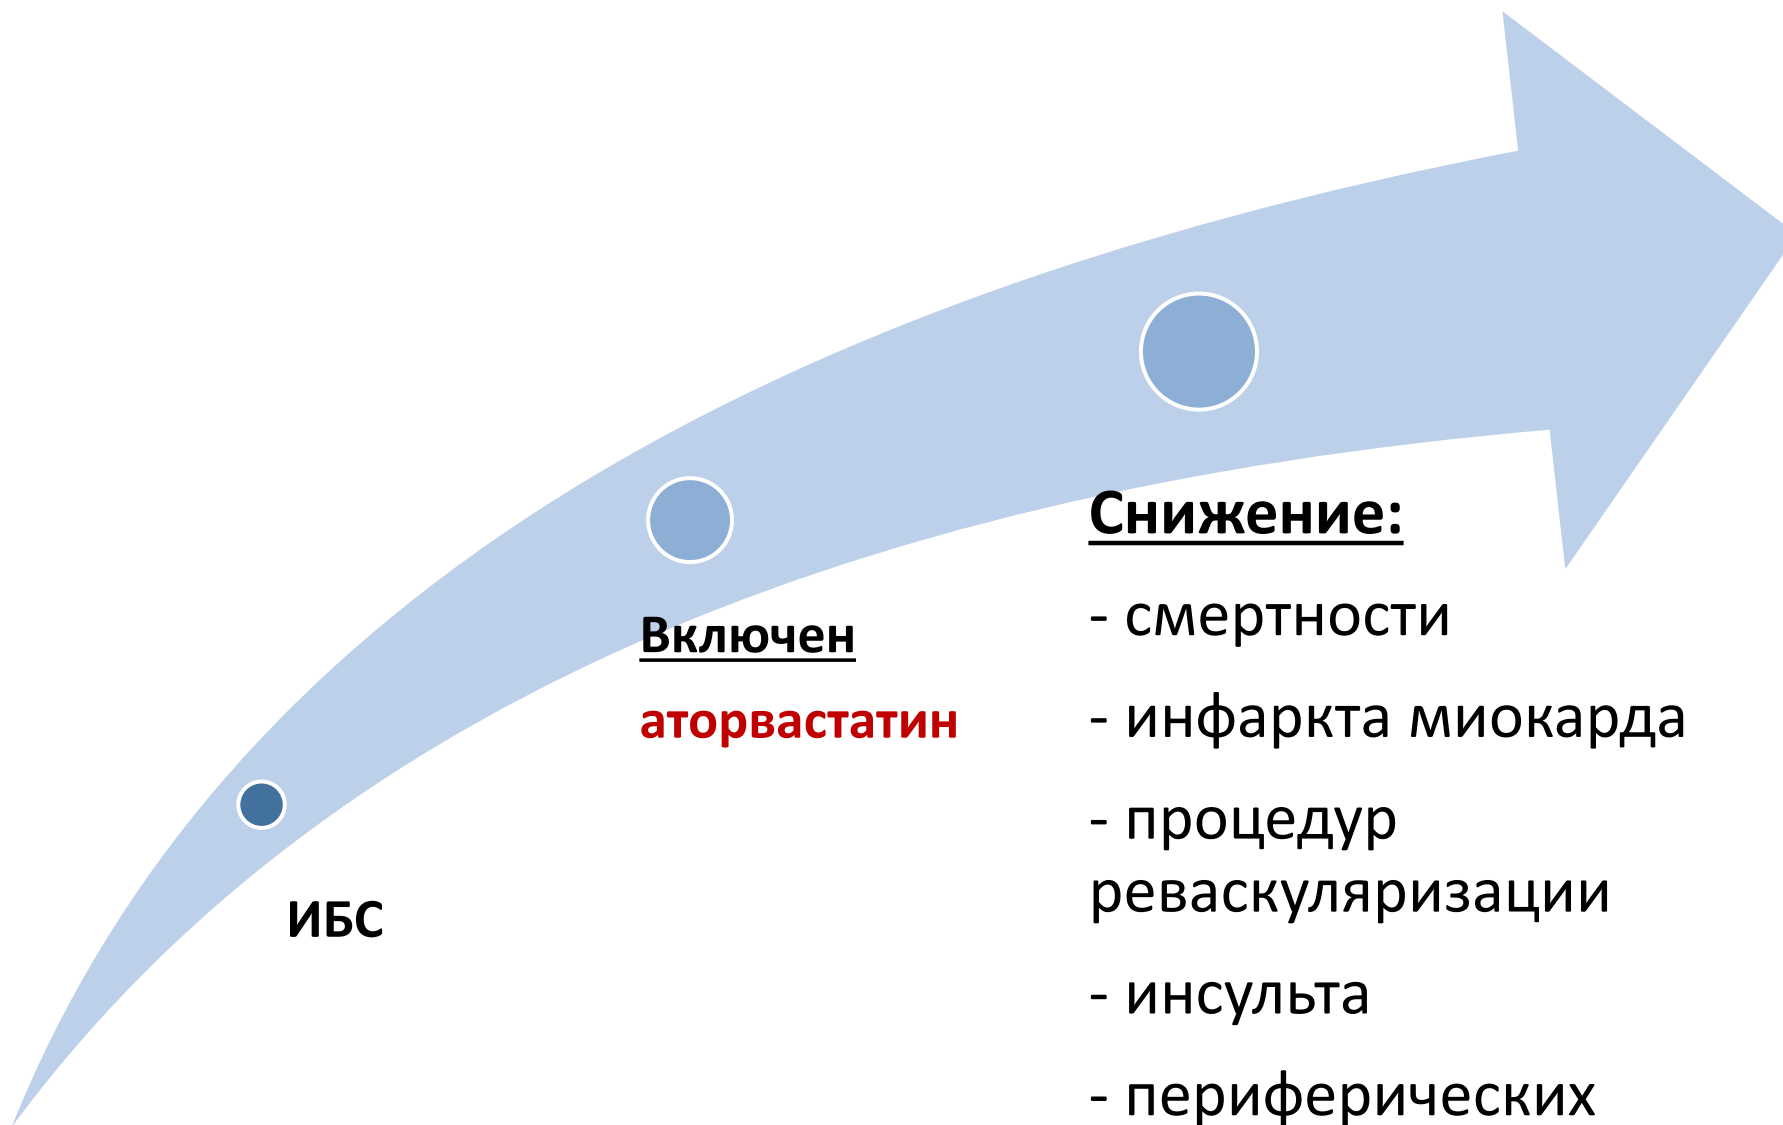 ИБС
Включен
аторвастатин
Снижение:
- смертности
- инфаркта миокарда
- процедур
реваскуляризации
- инсульта
- периферических